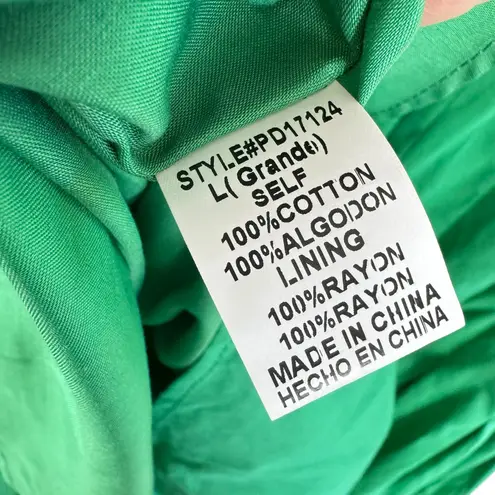 STYLE#PD17124
L( Grande)
SELF
100%COTTON
100%ALGODON
LINING
100%RAYON
100%RAYON
MADE IN CHINA
HECHO EN CHINA